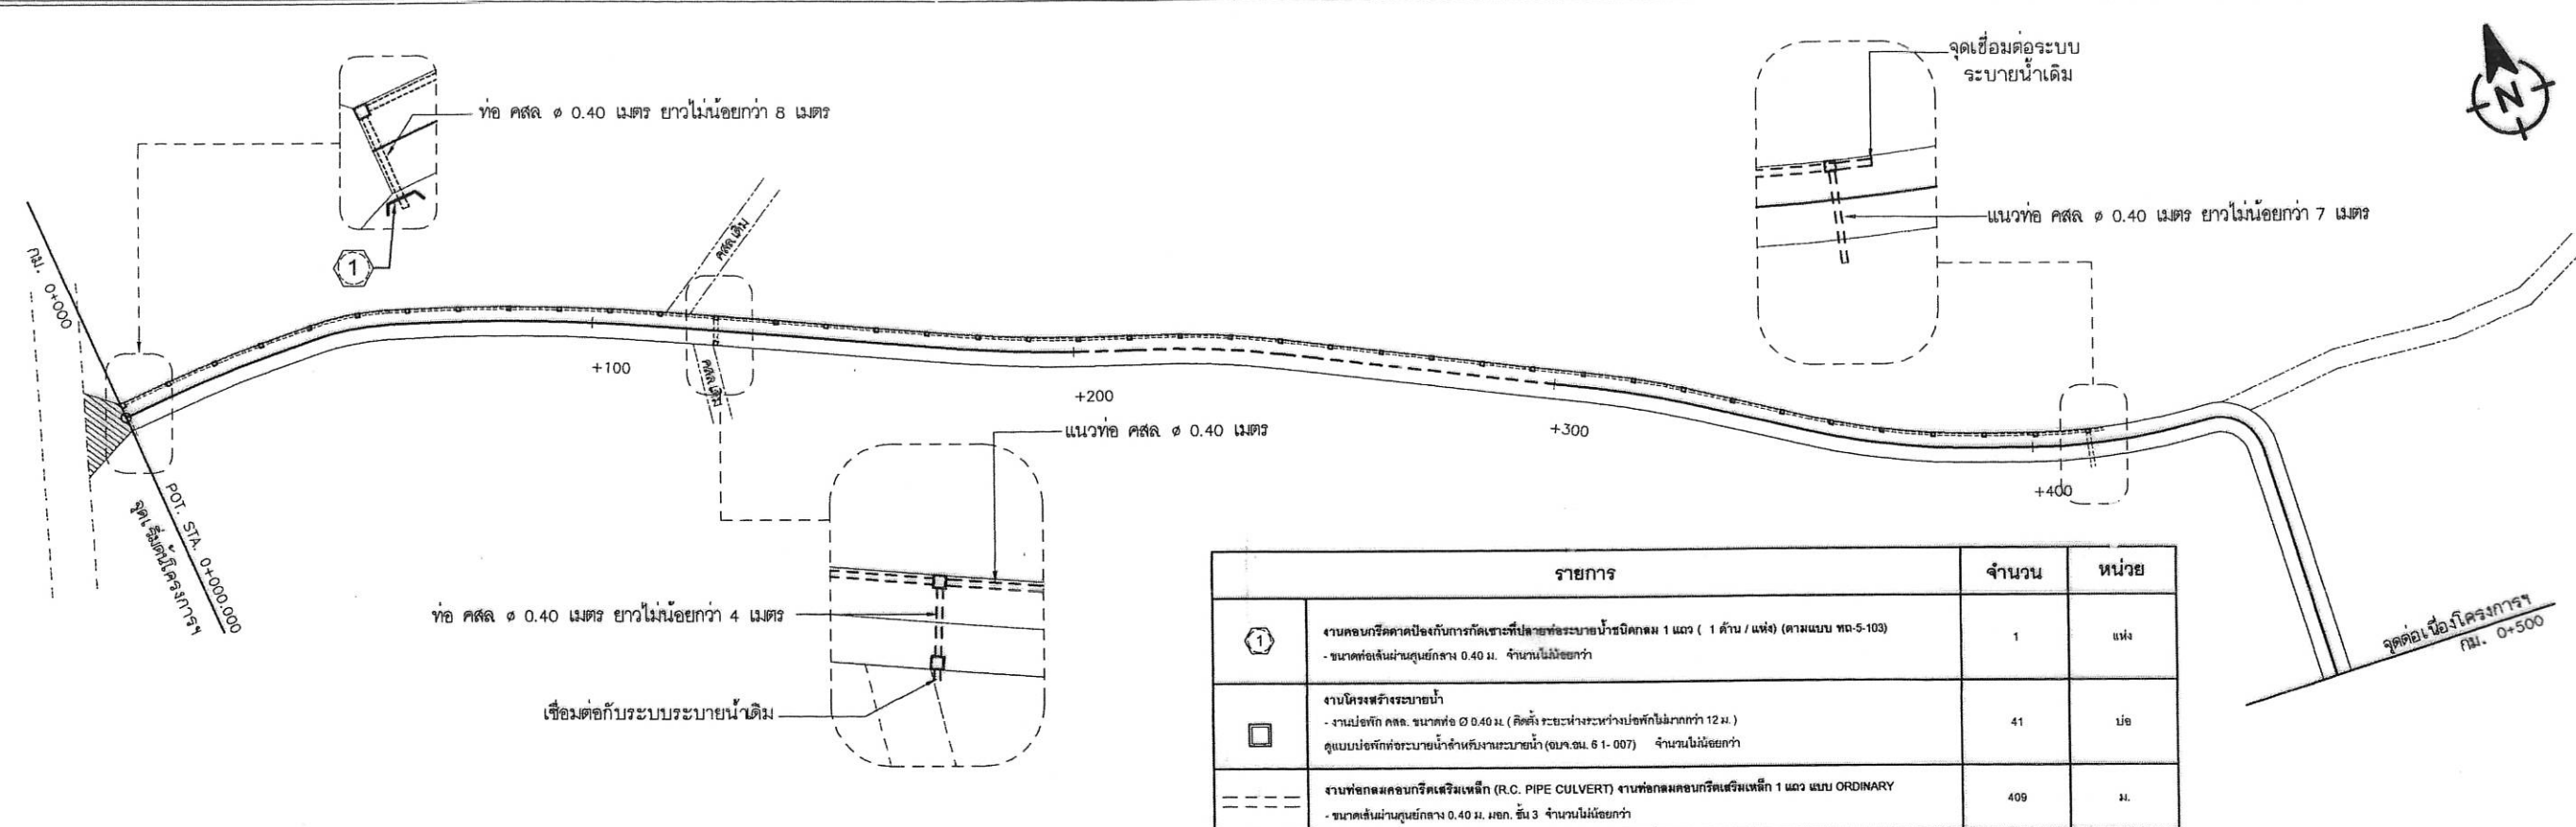 จุดเชื่อมต่อระบบ
ระบายน้ำเดิม
N
ท่อ คสล ø 0.40 เมตร ยาวไม่น้อยกว่า 8 เมตร
1
แนวท่อ คสล ø 0.40 เมตร ยาวไม่น้อยกว่า 7 เมตร
กม. 0+000
คสล.เดิม
คสล.เดิม
+100
+200
+300
+400
แนวท่อ คสล ø 0.40 เมตร
POT. STA. 0+000.000
จุดเริ่มต้นโครงการฯ
ท่อ คสล ø 0.40 เมตร ยาวไม่น้อยกว่า 4 เมตร
เชื่อมต่อกับระบบระบายน้ำเดิม
จุดต่อเนื่องโครงการฯ
กม. 0+500
รายการ จำนวน หน่วย
1 งานคอนกรีตดาดป้องกันการกัดเซาะที่ปลายท่อระบายน้ำชนิดกลม 1 แถว ( 1 ด้าน / แห่ง) (ตามแบบ ทถ-5-103) 1 แห่ง
- ขนาดท่อเส้นผ่านศูนย์กลาง 0.40 ม. จำนวนไม่น้อยกว่า
งานโครงสร้างระบายน้ำ
- งานบ่อพัก คสล. ขนาดท่อ Ø 0.40 ม. ( ติดตั้ง ระยะห่างระหว่างบ่อพักไม่มากกว่า 12 ม. ) 41 บ่อ
ดูแบบบ่อพักท่อระบายน้ำสำหรับงานระบายน้ำ (อบจ.อน. 6 1- 007) จำนวนไม่น้อยกว่า
งานท่อกลมคอนกรีตเสริมเหล็ก (R.C. PIPE CULVERT) งานท่อกลมคอนกรีตเสริมเหล็ก 1 แถว แบบ ORDINARY 409 ม.
- ขนาดเส้นผ่านศูนย์กลาง 0.40 ม. มอก. ชั้น 3 จำนวนไม่น้อยกว่า